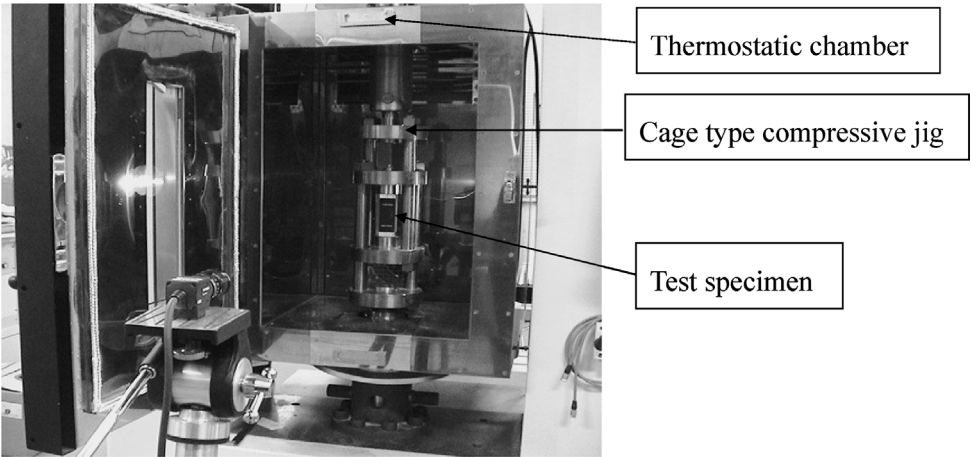 Thermostatic chamber
Cage type compressive jig
Test specimen